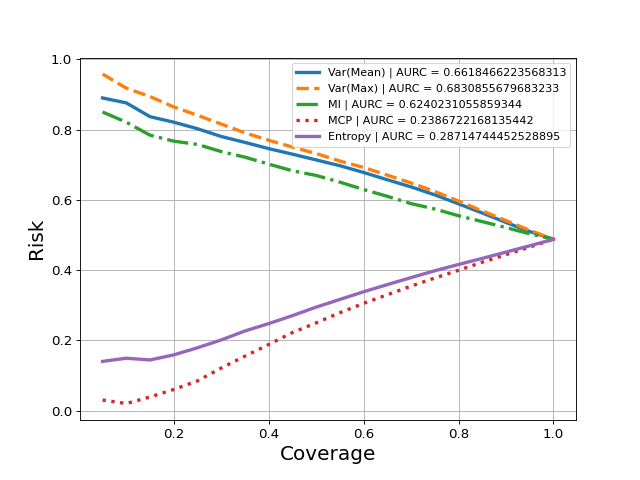 Var(Mean) | AURC = 0.6618466223568313
Var(Max) | AURC = 0.6830855679683233
MI | AURC = 0.6240231055859344
MCP | AURC = 0.2386722168135442
Entropy | AURC = 0.28714744452528895
1.0
0.8
0.6
0.4
0.2
0.0
Risk
0.2 0.4 0.6 0.8 1.0
Coverage